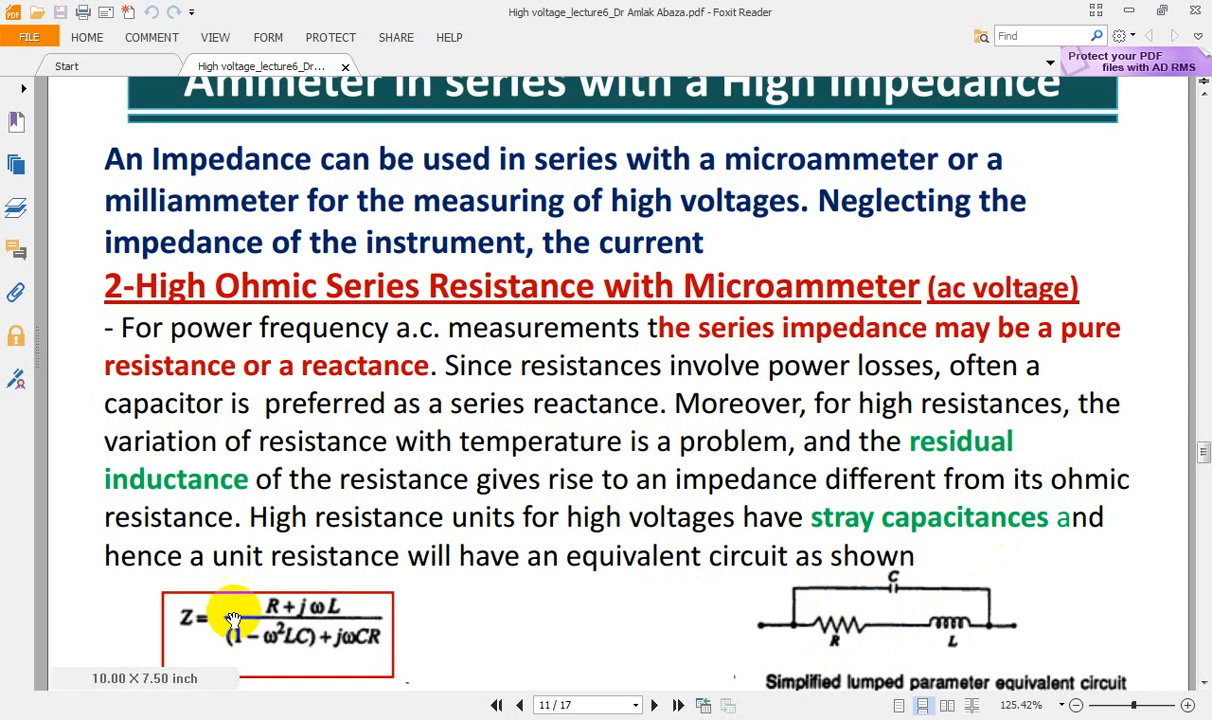 High voltage_lecture6_Dr Amlak Abaza.pdf - Foxit Reader
FILE HOME COMMENT VIEW FORM PROTECT SHARE HELP Find
Start High voltage_lecture6_Dr...
Protect your PDF
files with AD RMS
Ammeter in series with a High Impedance
An Impedance can be used in series with a microammeter or a
milliammeter for the measuring of high voltages. Neglecting the
impedance of the instrument, the current
2-High Ohmic Series Resistance with Microammeter (ac voltage)
- For power frequency a.c. measurements the series impedance may be a pure
resistance or a reactance. Since resistances involve power losses, often a
capacitor is preferred as a series reactance. Moreover, for high resistances, the
variation of resistance with temperature is a problem, and the residual
inductance of the resistance gives rise to an impedance different from its ohmic
resistance. High resistance units for high voltages have stray capacitances and
hence a unit resistance will have an equivalent circuit as shown
C
R + j ω L
Z =
(1 − ω²LC) + jωCR
R L
Simplified lumped parameter equivalent circuit
10.00 X 7.50 inch
11 / 17 125.42%